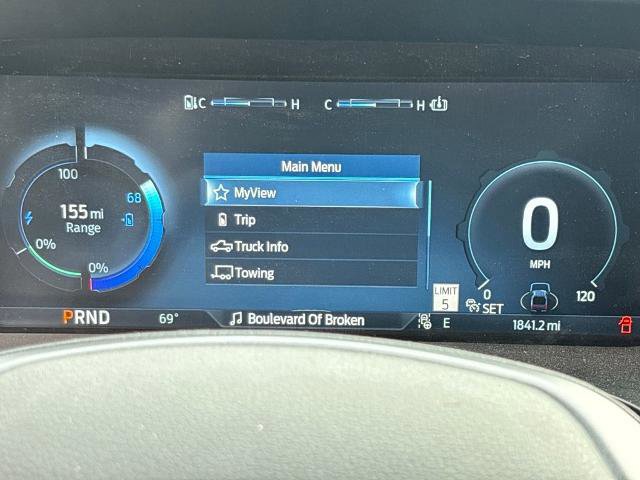 C H C H
Main Menu
MyView
Trip
Truck Info
Towing
100
68
155 mi
Range
0%
0%
0
MPH
0 120
LIMIT
5
SET
PRND 69° Boulevard Of Broken E 1841.2 mi